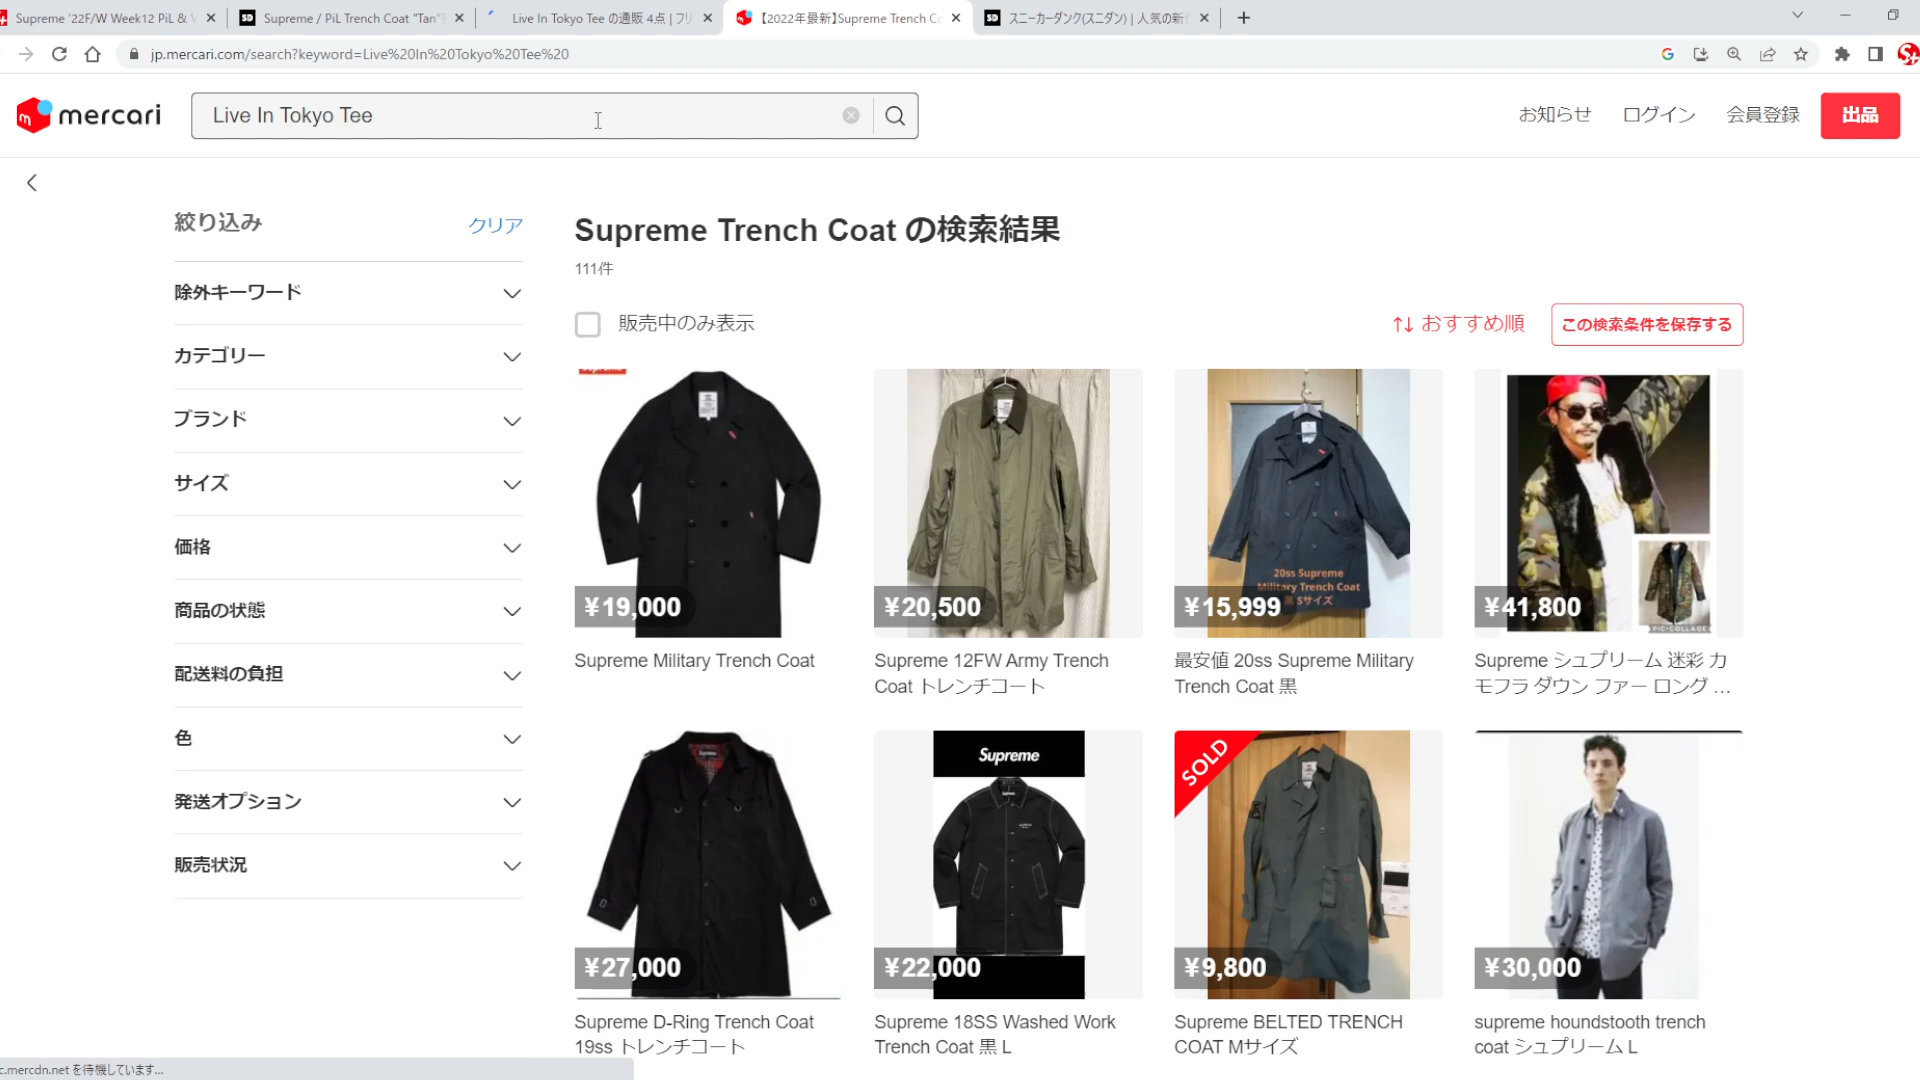 Supreme '22F/W Week12 PiL & V
Supreme / PiL Trench Coat "Tan"
Live In Tokyo Tee の通販 4点 | フリ
【2022年最新】Supreme Trench Co
スニーカーダンク(スニダン) | 人気の新
jp.mercari.com/search?keyword=Live%20In%20Tokyo%20Tee%20
mercari
Live In Tokyo Tee
お知らせ
ログイン
会員登録
出品
絞り込み
クリア
除外キーワード
カテゴリー
ブランド
サイズ
価格
商品の状態
配送料の負担
色
発送オプション
販売状況
Supreme Trench Coat の検索結果
111件
販売中のみ表示
おすすめ順
この検索条件を保存する
¥19,000
Supreme Military Trench Coat
¥20,500
Supreme 12FW Army Trench
Coat トレンチコート
20ss Supreme
Military Trench Coat
黒 Sサイズ
¥15,999
最安値 20ss Supreme Military
Trench Coat 黒
PIC•COLLAGE
¥41,800
Supreme シュプリーム 迷彩 カ
モフラ ダウン ファー ロング ...
¥27,000
Supreme D-Ring Trench Coat
19ss トレンチコート
Supreme
¥22,000
Supreme 18SS Washed Work
Trench Coat 黒 L
SOLD
¥9,800
Supreme BELTED TRENCH
COAT Mサイズ
¥30,000
supreme houndstooth trench
coat シュプリーム L
c.mercdn.net を待機しています...